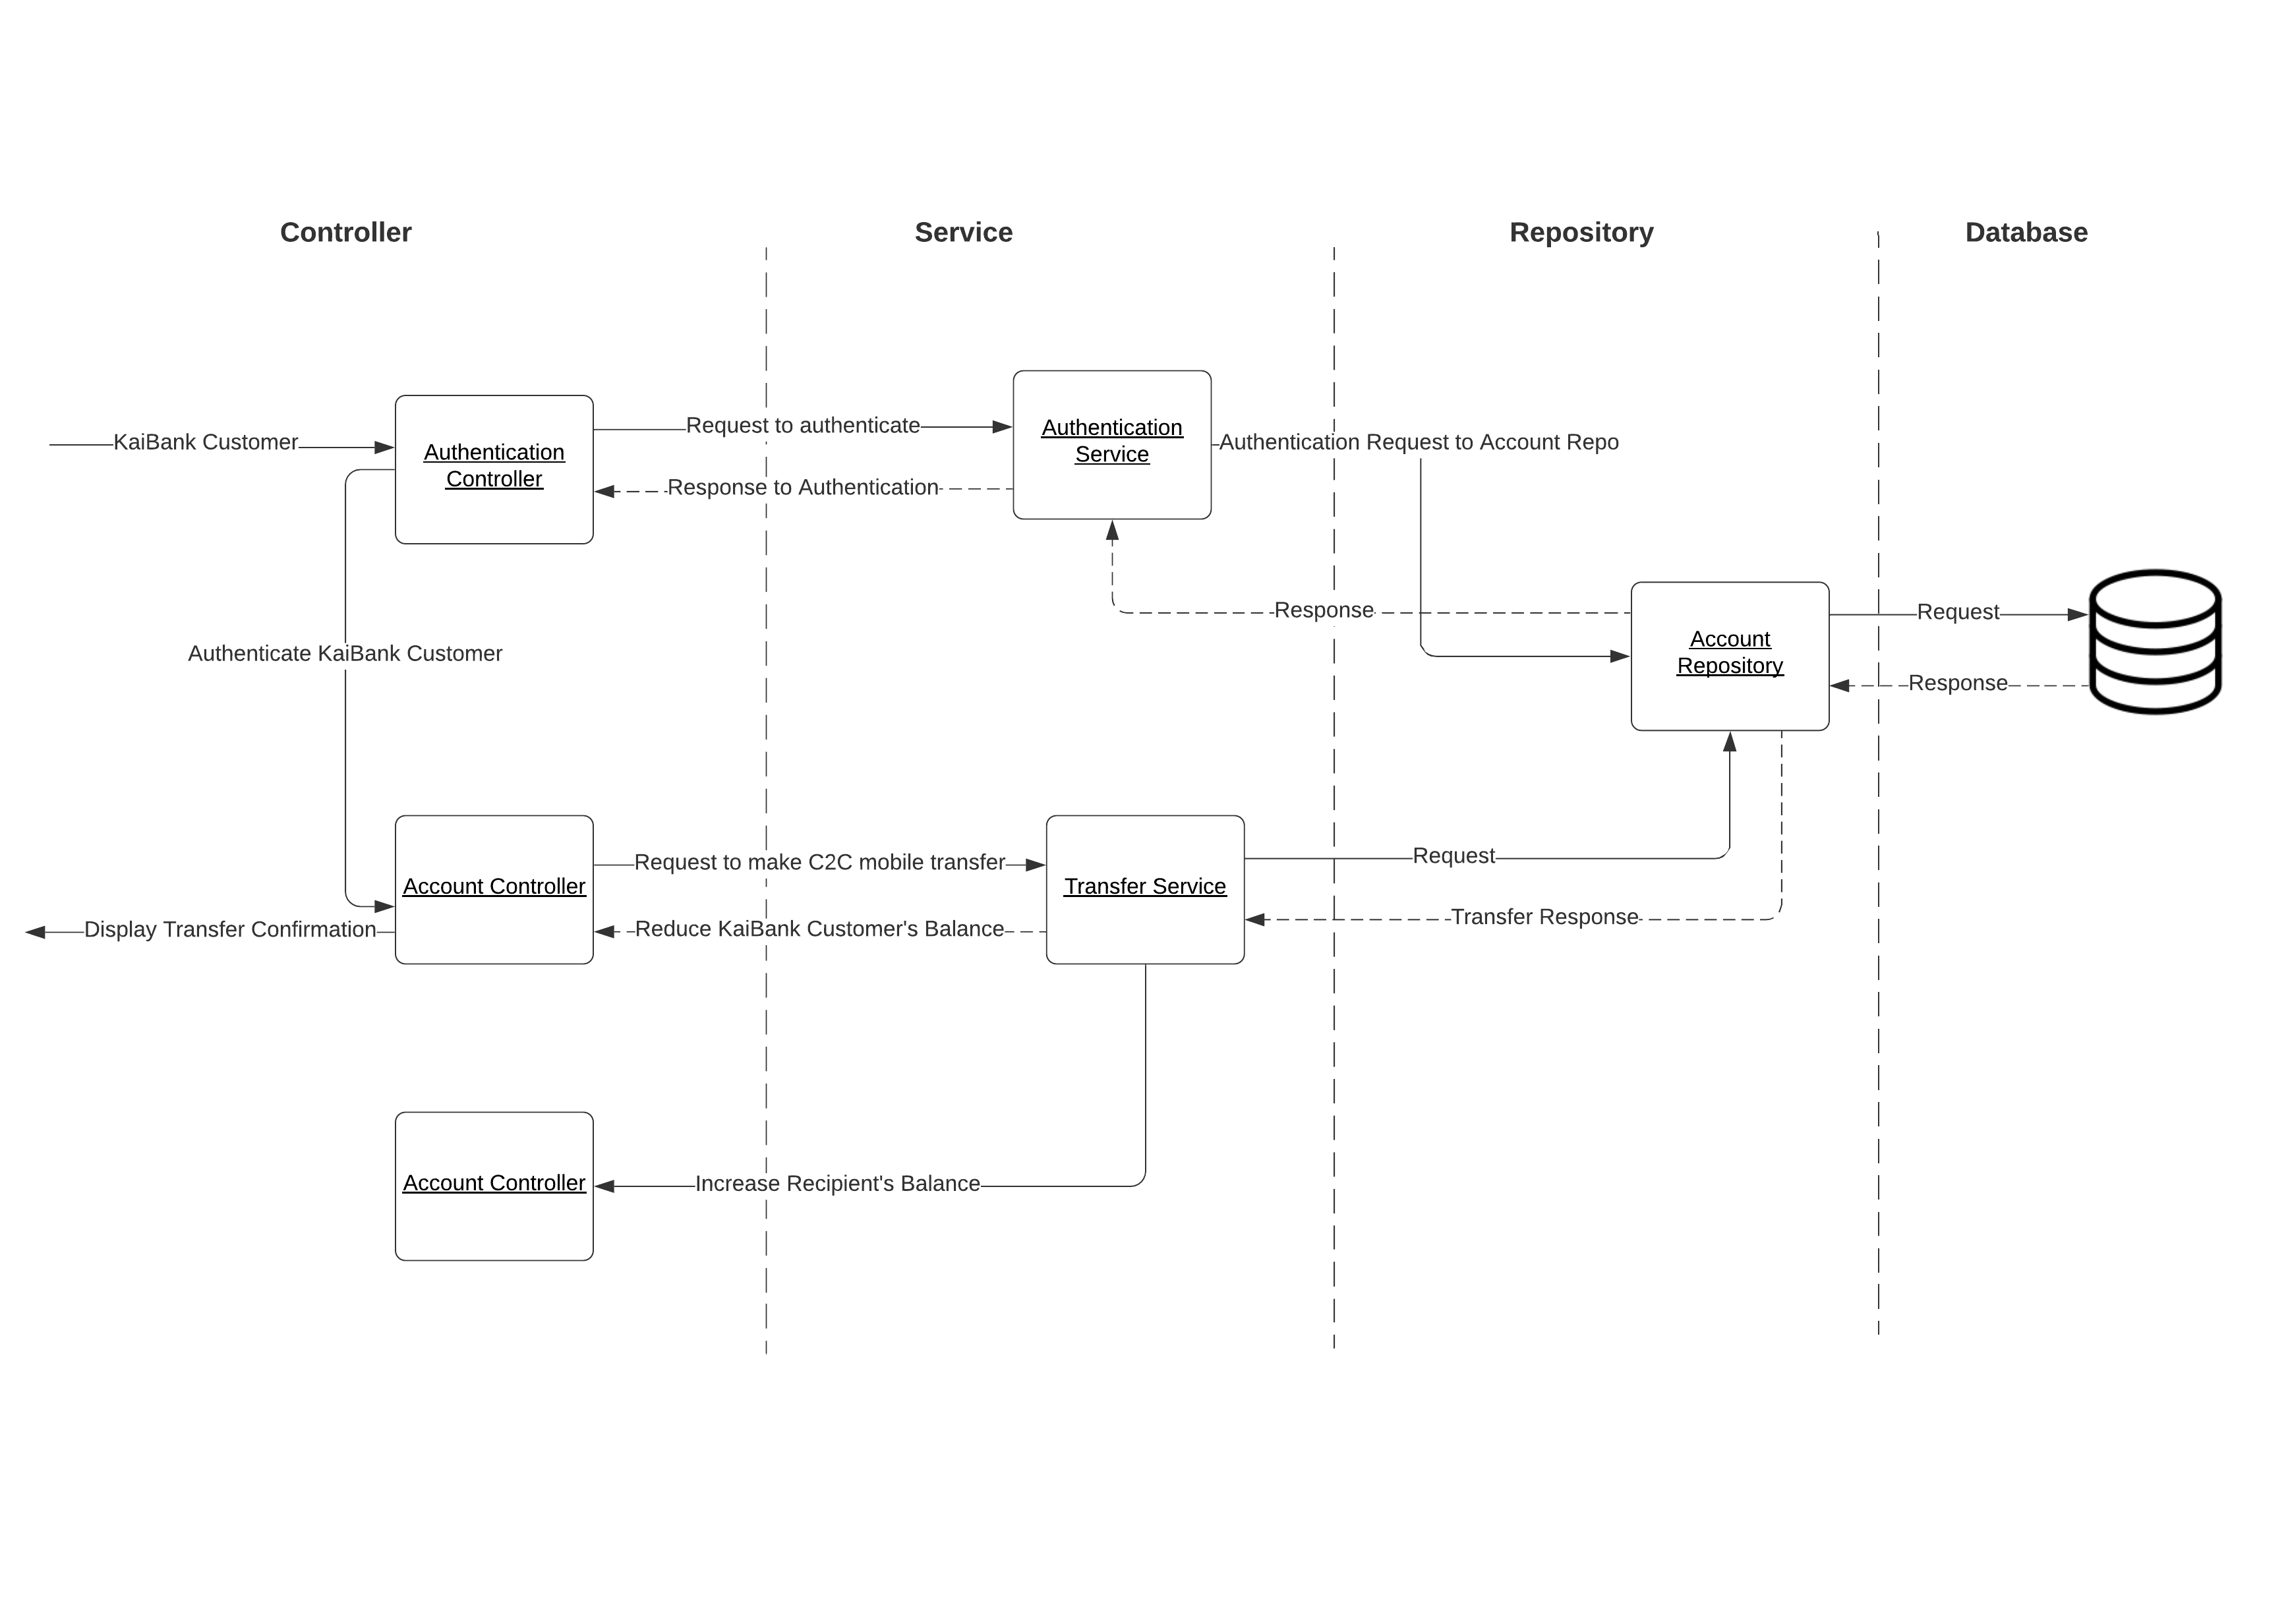 Controller
Service
Repository
Database
KaiBank Customer
Authentication
Controller
Request to authenticate
Response to Authentication
Authentication
Service
Authentication Request to Account Repo
Response
Account
Repository
Request
Response
Authenticate KaiBank Customer
Account Controller
Request to make C2C mobile transfer
Reduce KaiBank Customer's Balance
Display Transfer Confirmation
Transfer Service
Request
Transfer Response
Account Controller
Increase Recipient's Balance